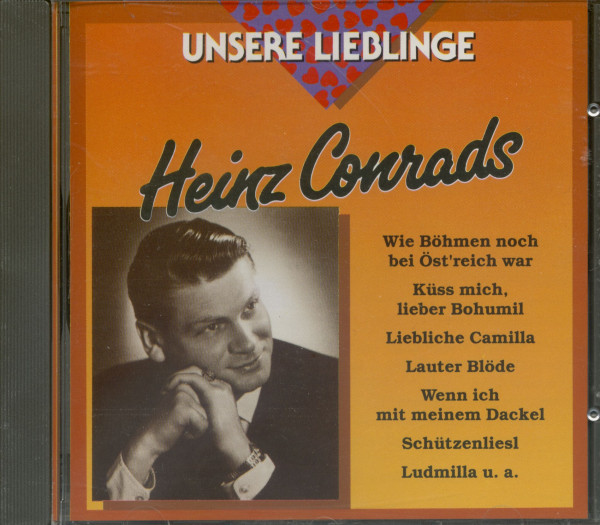 UNSERE LIEBLINGE
Heinz Conrads
Wie Böhmen noch
bei Öst'reich war
Küss mich,
lieber Bohumil
Liebliche Camilla
Lauter Blöde
Wenn ich
mit meinem Dackel
Schützenliesl
Ludmilla u. a.